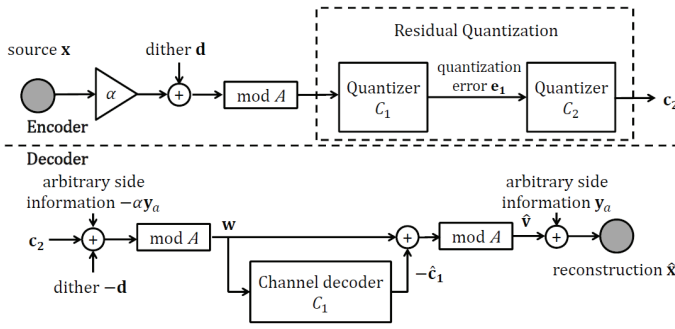 Residual Quantization
source 𝐱
dither 𝐝
α
+
mod A
Quantizer
C₁
quantization
error 𝐞₁
Quantizer
C₂
𝐜₂
Encoder
Decoder
arbitrary side
information −α𝐲ₐ
𝐜₂
+
mod A
dither −𝐝
𝐰
Channel decoder
C₁
+
−𝐜̂₁
mod A
𝐯̂
arbitrary side
information 𝐲ₐ
+
reconstruction 𝐱̂